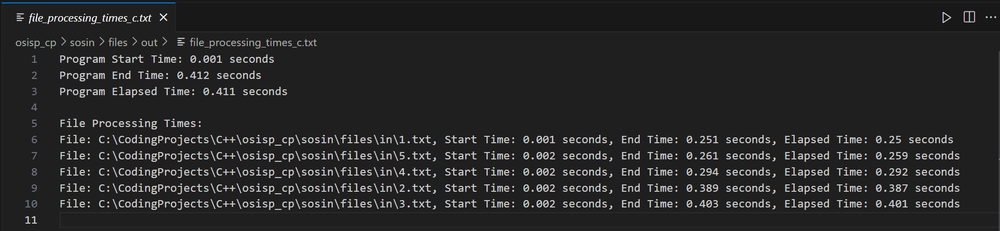 file_processing_times_c.txt
osisp_cp > sosin > files > out > file_processing_times_c.txt
1 Program Start Time: 0.001 seconds
2 Program End Time: 0.412 seconds
3 Program Elapsed Time: 0.411 seconds
4
5 File Processing Times:
6 File: C:\CodingProjects\C++\osisp_cp\sosin\files\in\1.txt, Start Time: 0.001 seconds, End Time: 0.251 seconds, Elapsed Time: 0.25 seconds
7 File: C:\CodingProjects\C++\osisp_cp\sosin\files\in\5.txt, Start Time: 0.002 seconds, End Time: 0.261 seconds, Elapsed Time: 0.259 seconds
8 File: C:\CodingProjects\C++\osisp_cp\sosin\files\in\4.txt, Start Time: 0.002 seconds, End Time: 0.294 seconds, Elapsed Time: 0.292 seconds
9 File: C:\CodingProjects\C++\osisp_cp\sosin\files\in\2.txt, Start Time: 0.002 seconds, End Time: 0.389 seconds, Elapsed Time: 0.387 seconds
10 File: C:\CodingProjects\C++\osisp_cp\sosin\files\in\3.txt, Start Time: 0.002 seconds, End Time: 0.403 seconds, Elapsed Time: 0.401 seconds
11